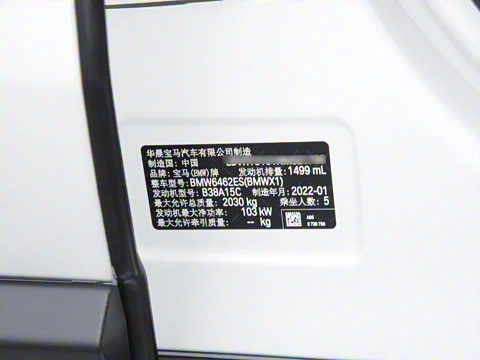 华晨宝马汽车有限公司制造
制造国：中国
品牌：宝马(BMW)牌 发动机排量：1499 mL
整车型号：BMW6462ES(BMWX1)
发动机型号：B38A15C 制造年月：2022-01
最大允许总质量：2030 kg 乘坐人数：5
发动机最大净功率：103 kW
最大允许牵引质量：-- kg